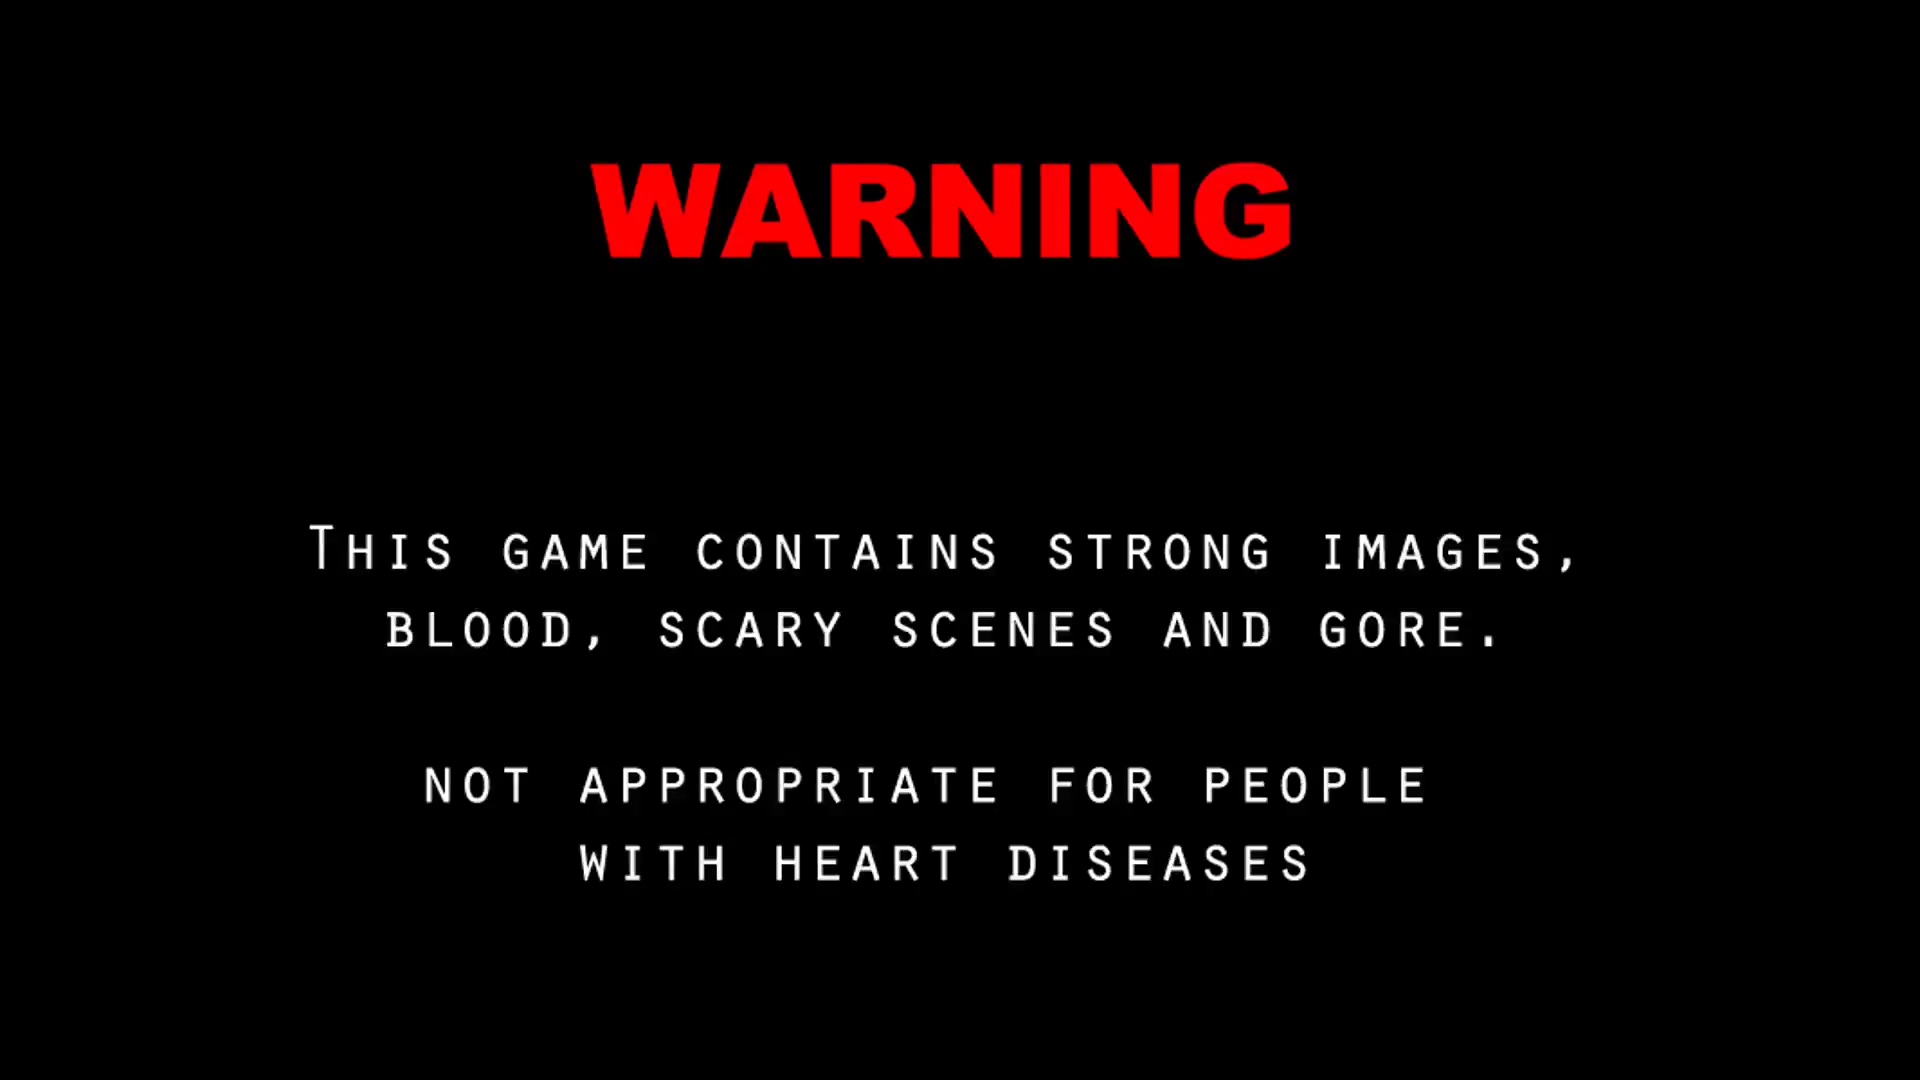 WARNING
This game contains strong images,
blood, scary scenes and gore.
not appropriate for people
with heart diseases